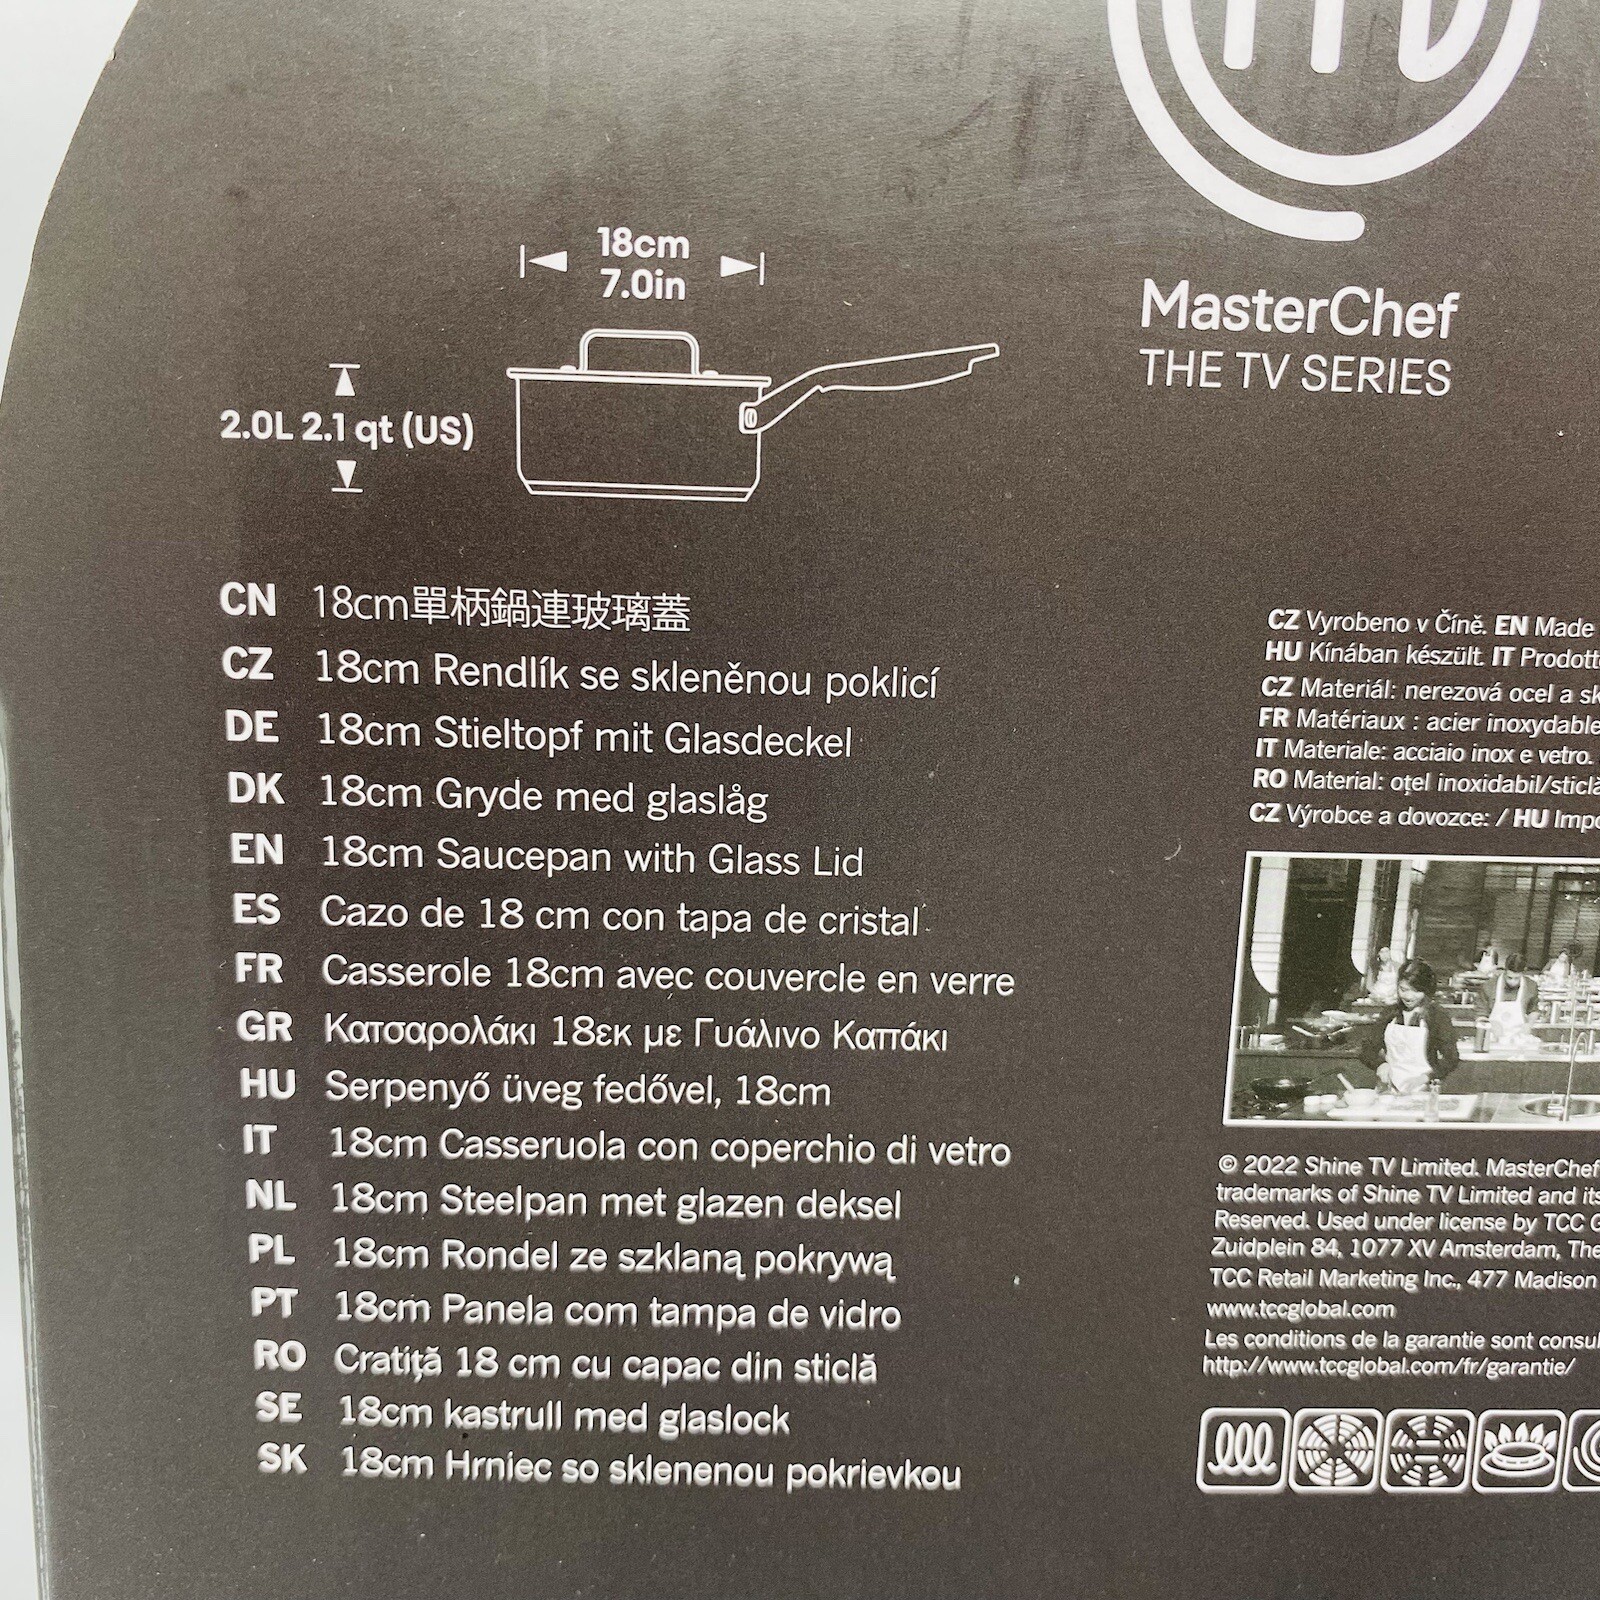 18cm
7.0in
MasterChef
THE TV SERIES
2.0L 2.1 qt (US)
CN 18cm單柄鍋連玻璃蓋
CZ 18cm Rendlík se skleněnou poklicí
DE 18cm Stieltopf mit Glasdeckel
DK 18cm Gryde med glaslåg
EN 18cm Saucepan with Glass Lid
ES Cazo de 18 cm con tapa de cristal
FR Casserole 18cm avec couvercle en verre
GR Κατσαρολάκι 18εκ με Γυάλινο Καπάκι
HU Serpenyő üveg fedővel, 18cm
IT 18cm Casseruola con coperchio di vetro
NL 18cm Steelpan met glazen deksel
PL 18cm Rondel ze szklaną pokrywą
PT 18cm Panela com tampa de vidro
RO Cratiță 18 cm cu capac din sticlă
SE 18cm kastrull med glaslock
SK 18cm Hrniec so sklenenou pokrievkou
CZ Vyrobeno v Číně. EN Made
HU Kínában készült. IT Prodott
CZ Materiál: nerezová ocel a sk
FR Matériaux : acier inoxydable
IT Materiale: acciaio inox e vetro.
RO Material: oțel inoxidabil/sticlă
CZ Výrobce a dovozce: / HU Impo
© 2022 Shine TV Limited. MasterChef
trademarks of Shine TV Limited and its
Reserved. Used under license by TCC G
Zuidplein 84, 1077 XV Amsterdam, The
TCC Retail Marketing Inc., 477 Madison
www.tccglobal.com
Les conditions de la garantie sont consul
http://www.tccglobal.com/fr/garantie/